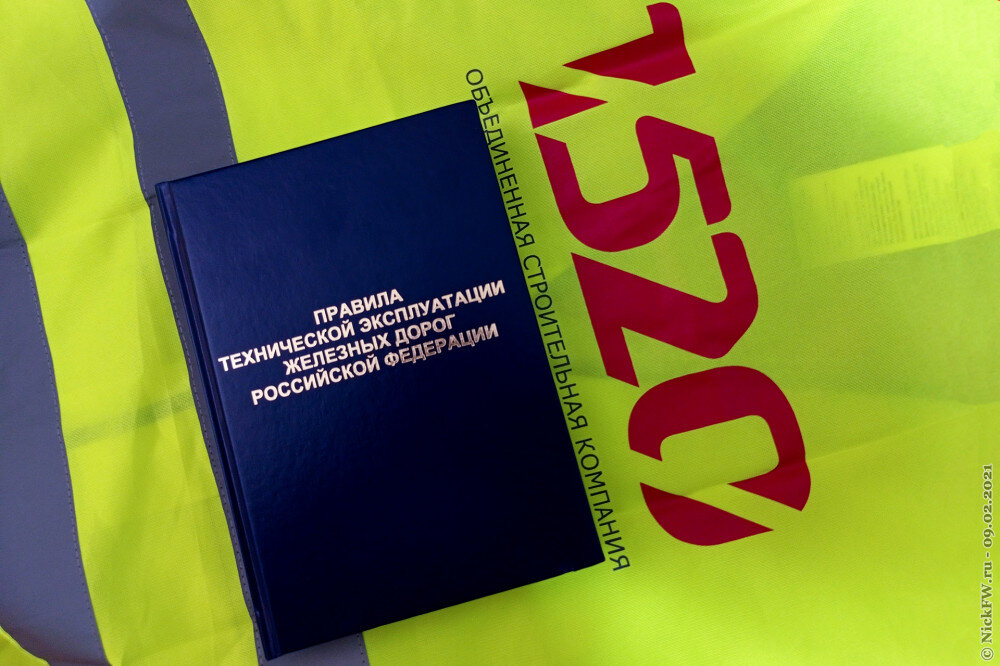 ПРАВИЛА
ТЕХНИЧЕСКОЙ ЭКСПЛУАТАЦИИ
ЖЕЛЕЗНЫХ ДОРОГ
РОССИЙСКОЙ ФЕДЕРАЦИИ
ОБЪЕДИНЕННАЯ СТРОИТЕЛЬНАЯ КОМПАНИЯ
1520
© NickFW.ru - 09.02.2021